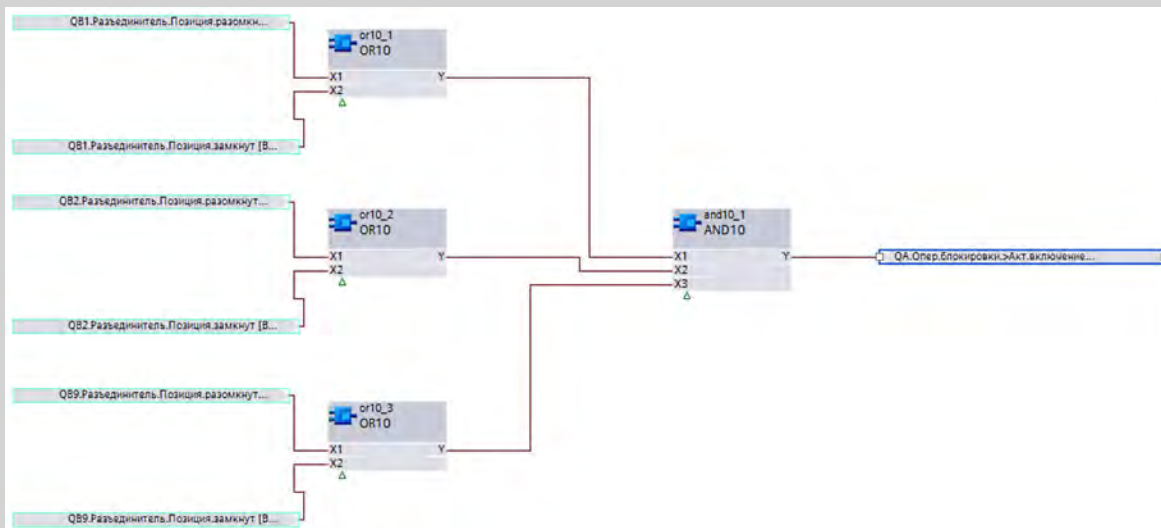 QB1.Разъединитель.Позиция.разомкн...
or10_1
OR10
X1
Y
X2
QB1.Разъединитель.Позиция.замкнут [В...
QB2.Разъединитель.Позиция.разомкнут...
or10_2
OR10
X1
Y
X2
QB2.Разъединитель.Позиция.замкнут [В...
and10_1
AND10
X1
Y
X2
X3
QA.Опер.блокировки.>Акт.включение...
QB9.Разъединитель.Позиция.разомкнут...
or10_3
OR10
X1
Y
X2
QB9.Разъединитель.Позиция.замкнут [В...